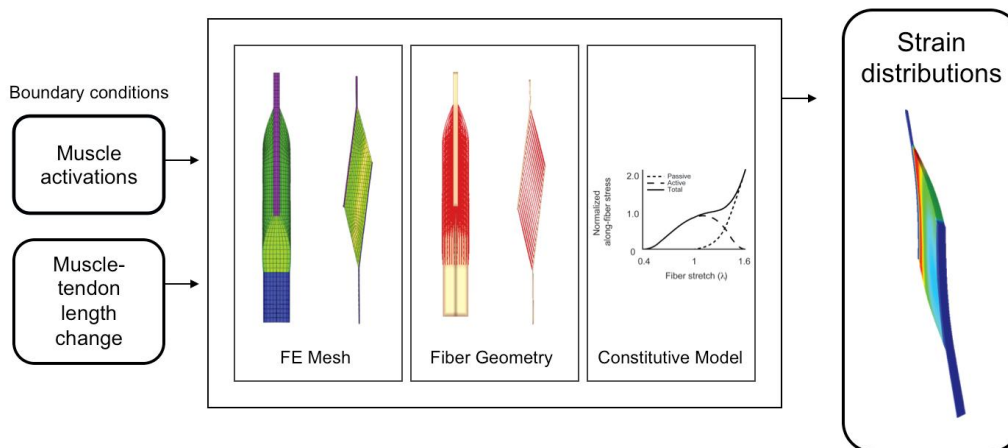 Boundary conditions
Muscle
activations
Muscle-
tendon
length
change
FE Mesh
Fiber Geometry
Normalized
along-fiber stress
2.0
1.0
0
Passive
Active
Total
0.4
1
1.6
Fiber stretch (λ)
Constitutive Model
Strain
distributions